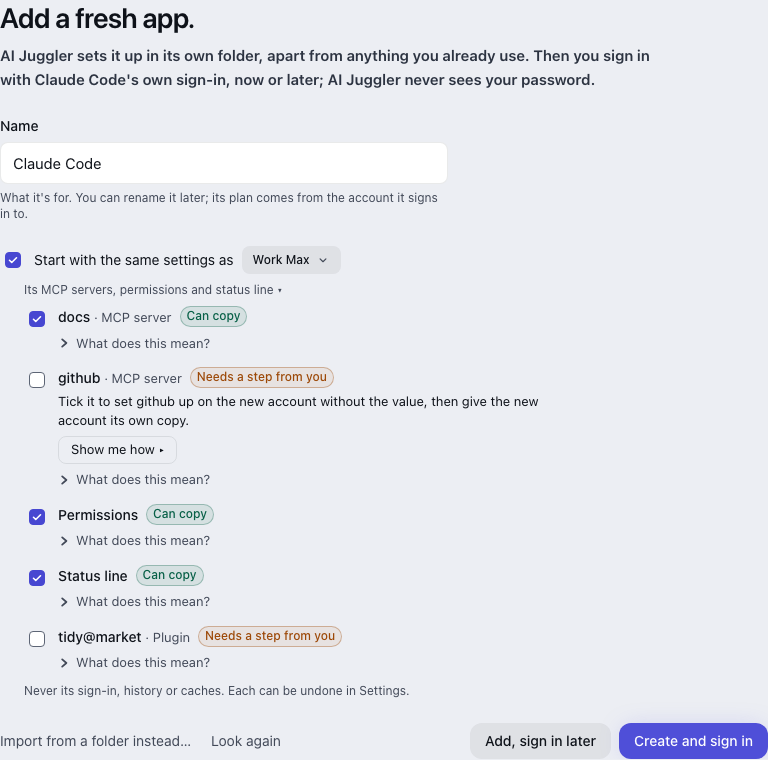 Add a fresh app.
AI Juggler sets it up in its own folder, apart from anything you already use. Then you sign in
with Claude Code's own sign-in, now or later; AI Juggler never sees your password.
Name
Claude Code
What it's for. You can rename it later; its plan comes from the account it signs
in to.
Start with the same settings as Work Max
Its MCP servers, permissions and status line ▾
docs · MCP server Can copy
What does this mean?
github · MCP server Needs a step from you
Tick it to set github up on the new account without the value, then give the new
account its own copy.
Show me how ▸
What does this mean?
Permissions Can copy
What does this mean?
Status line Can copy
What does this mean?
tidy@market · Plugin Needs a step from you
What does this mean?
Never its sign-in, history or caches. Each can be undone in Settings.
Import from a folder instead... Look again Add, sign in later Create and sign in